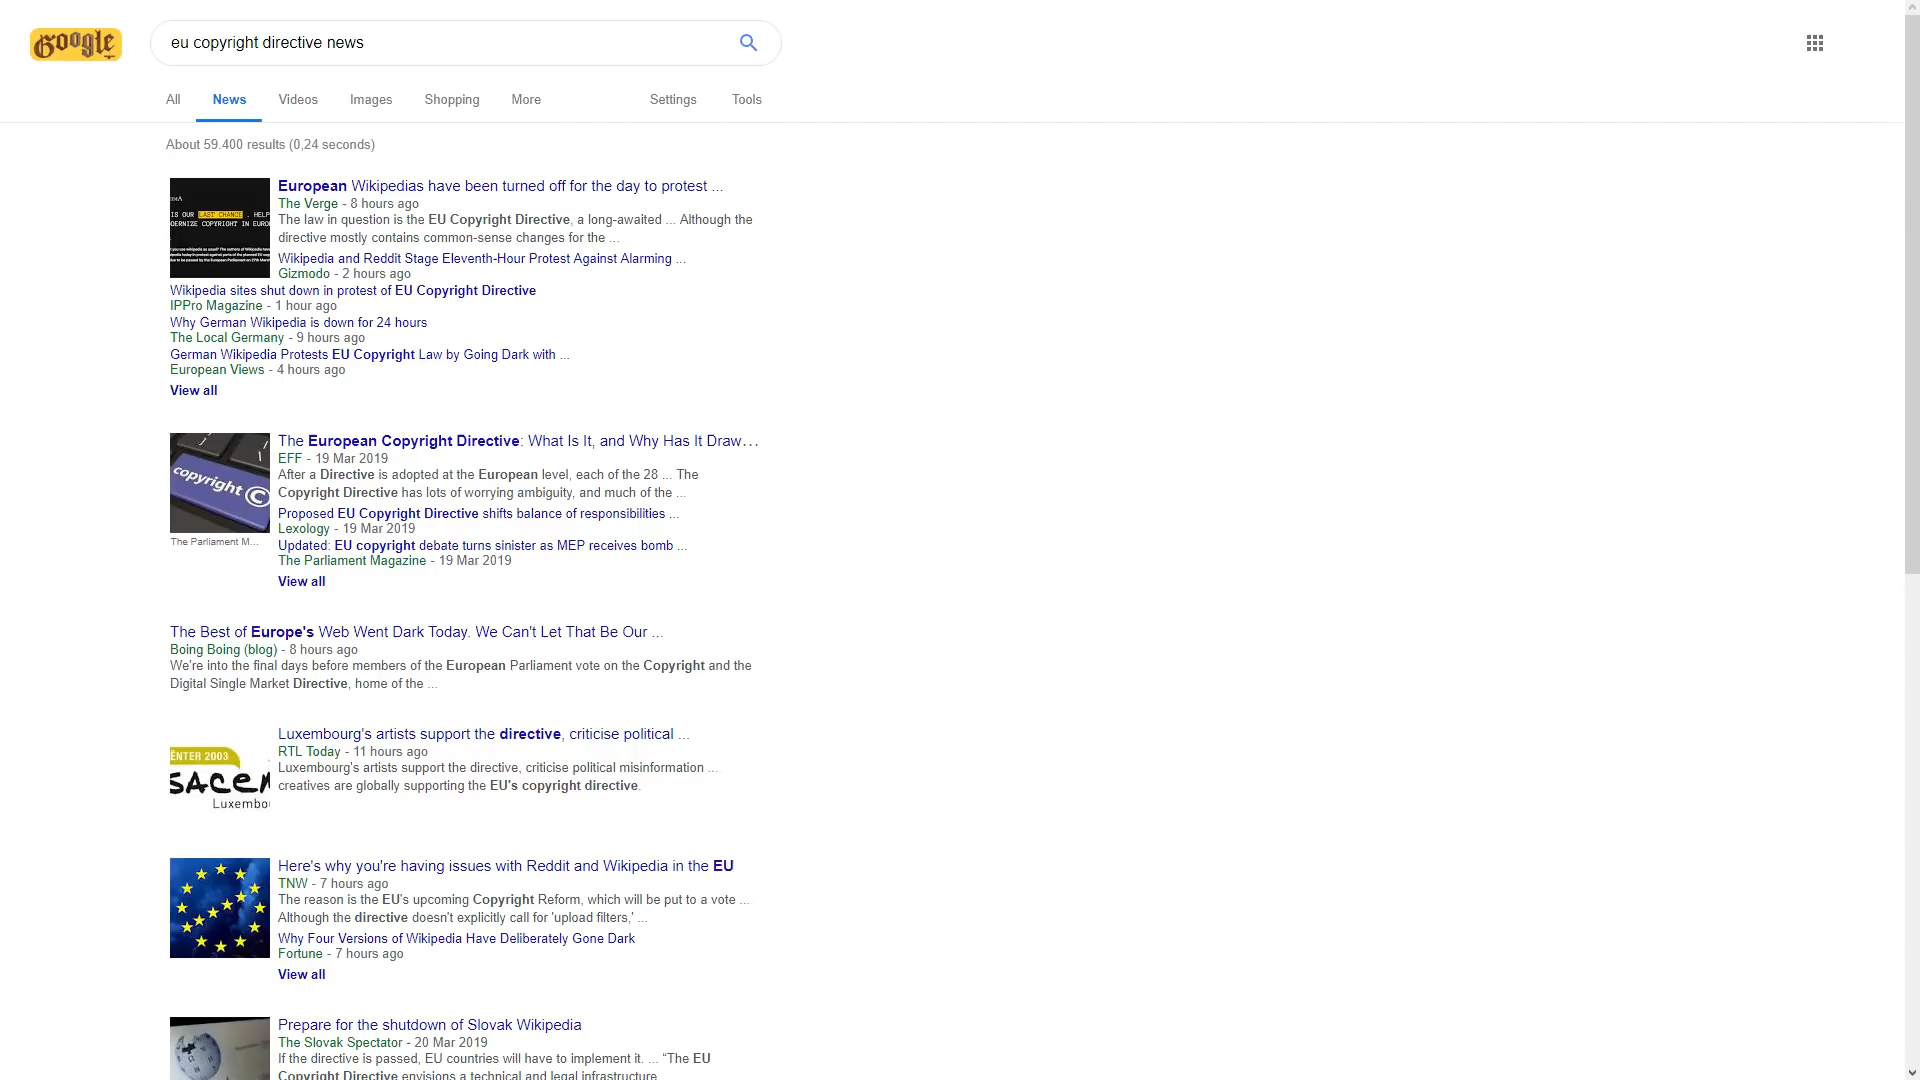 Google
eu copyright directive news
All News Videos Images Shopping More Settings Tools
About 59.400 results (0,24 seconds)
European Wikipedias have been turned off for the day to protest ...
The Verge - 8 hours ago
The law in question is the EU Copyright Directive, a long-awaited ... Although the
directive mostly contains common-sense changes for the ...
Wikipedia and Reddit Stage Eleventh-Hour Protest Against Alarming ...
Gizmodo - 2 hours ago
IS OUR LAST CHANCE . HELP
Wikipedia sites shut down in protest of EU Copyright Directive
IPPro Magazine - 1 hour ago
Why German Wikipedia is down for 24 hours
The Local Germany - 9 hours ago
German Wikipedia Protests EU Copyright Law by Going Dark with ...
European Views - 4 hours ago
View all
The European Copyright Directive: What Is It, and Why Has It Draw...
EFF - 19 Mar 2019
After a Directive is adopted at the European level, each of the 28 ... The
Copyright Directive has lots of worrying ambiguity, and much of the ...
copyright ©
Proposed EU Copyright Directive shifts balance of responsibilities ...
Lexology - 19 Mar 2019
The Parliament M...
Updated: EU copyright debate turns sinister as MEP receives bomb ...
The Parliament Magazine - 19 Mar 2019
View all
The Best of Europe's Web Went Dark Today. We Can't Let That Be Our ...
Boing Boing (blog) - 8 hours ago
We're into the final days before members of the European Parliament vote on the Copyright and the
Digital Single Market Directive, home of the ...
Luxembourg's artists support the directive, criticise political ...
RTL Today - 11 hours ago
Luxembourg's artists support the directive, criticise political misinformation ...
creatives are globally supporting the EU's copyright directive.
ËNTER 2003
SACEM
Luxembou
Here's why you're having issues with Reddit and Wikipedia in the EU
TNW - 7 hours ago
The reason is the EU's upcoming Copyright Reform, which will be put to a vote ...
Although the directive doesn't explicitly call for 'upload filters,' ...
Why Four Versions of Wikipedia Have Deliberately Gone Dark
Fortune - 7 hours ago
View all
Prepare for the shutdown of Slovak Wikipedia
The Slovak Spectator - 20 Mar 2019
If the directive is passed, EU countries will have to implement it. ... “The EU
Copyright Directive envisions a technical and legal infrastructure